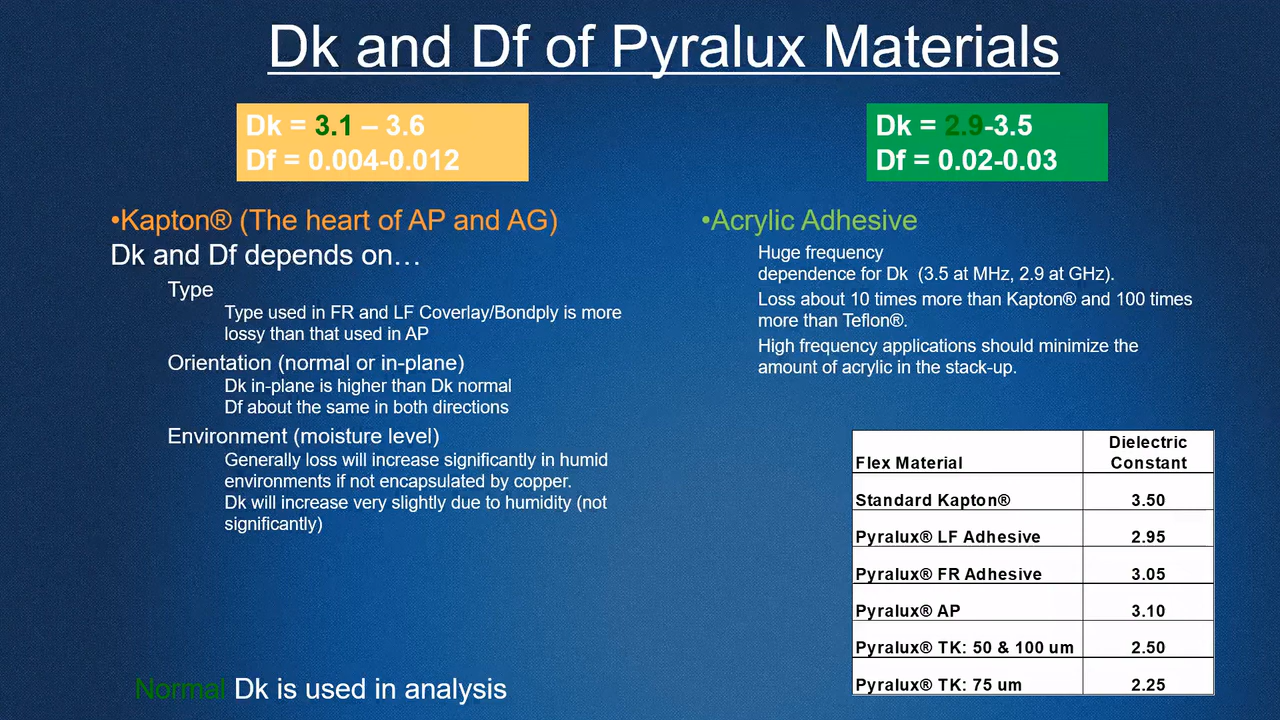 Dk and Df of Pyralux Materials
Dk = 3.1 – 3.6
Df = 0.004-0.012
•Kapton® (The heart of AP and AG)
Dk and Df depends on…
Type
Type used in FR and LF Coverlay/Bondply is more
lossy than that used in AP
Orientation (normal or in-plane)
Dk in-plane is higher than Dk normal
Df about the same in both directions
Environment (moisture level)
Generally loss will increase significantly in humid
environments if not encapsulated by copper.
Dk will increase very slightly due to humidity (not
significantly)
Normal Dk is used in analysis
Dk = 2.9-3.5
Df = 0.02-0.03
•Acrylic Adhesive
Huge frequency
dependence for Dk (3.5 at MHz, 2.9 at GHz).
Loss about 10 times more than Kapton® and 100 times
more than Teflon®.
High frequency applications should minimize the
amount of acrylic in the stack-up.
Flex Material Dielectric Constant
Standard Kapton® 3.50
Pyralux® LF Adhesive 2.95
Pyralux® FR Adhesive 3.05
Pyralux® AP 3.10
Pyralux® TK: 50 & 100 um 2.50
Pyralux® TK: 75 um 2.25